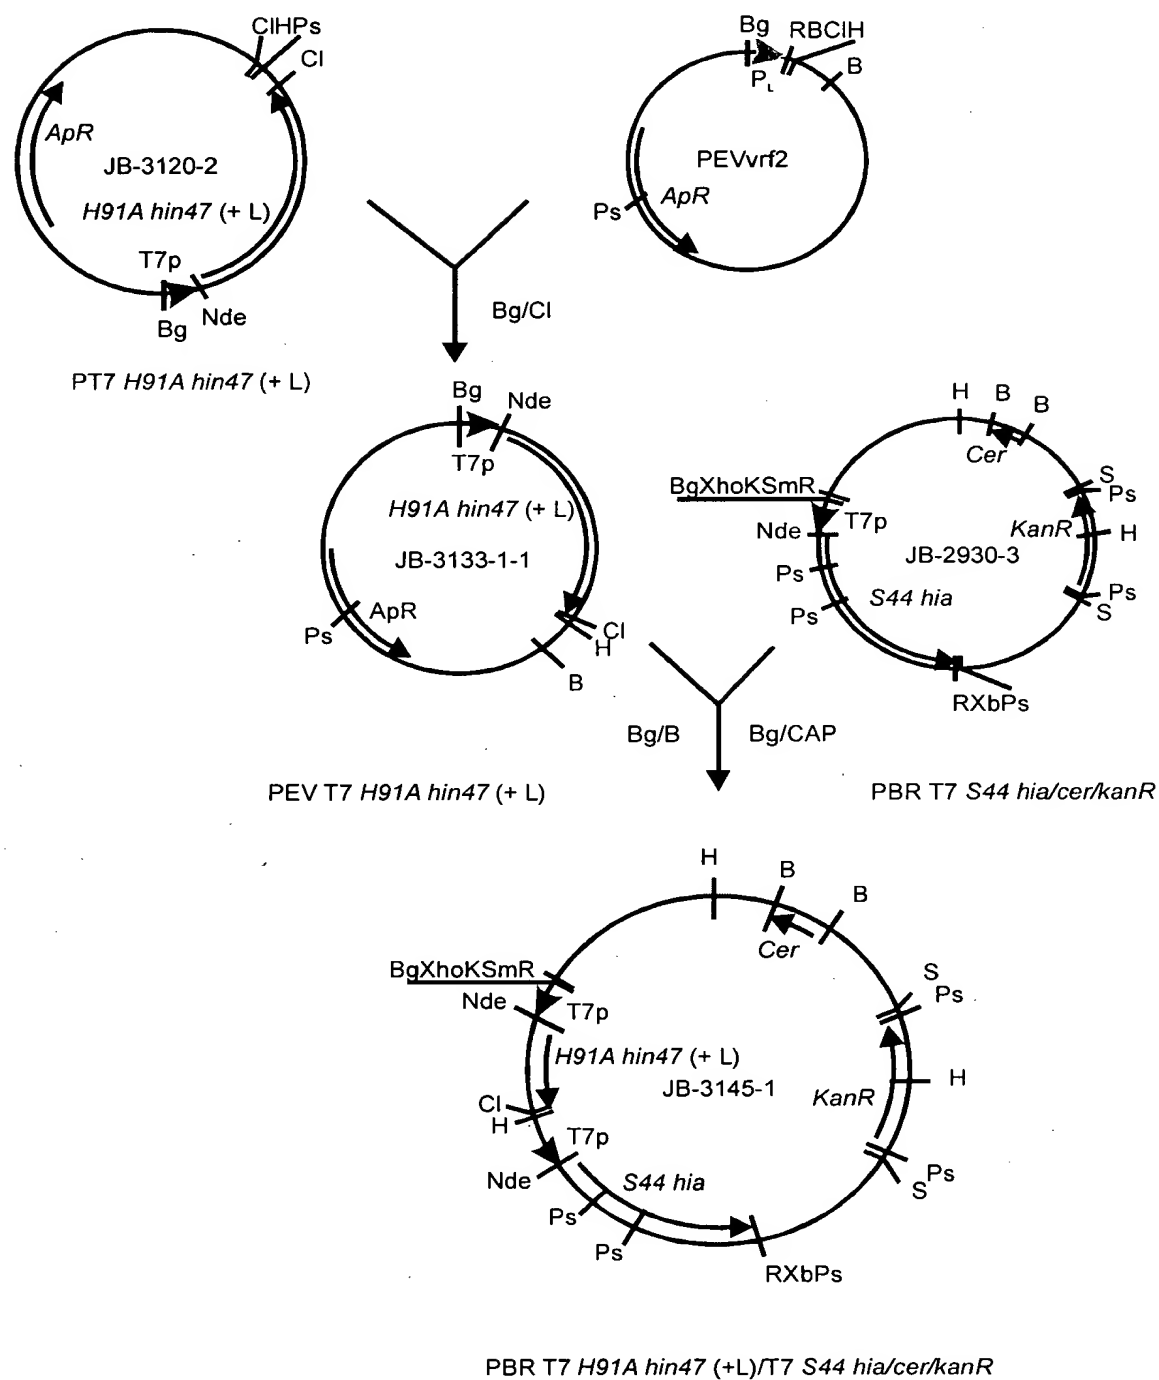 ClHPs
Cl
ApR
JB-3120-2
H91A hin47 (+ L)
T7p
Nde
Bg
PT7 H91A hin47 (+ L)
Bg
RBClH
PL
B
PEVvrf2
ApR
Ps
Bg/Cl
Bg
Nde
T7p
H91A hin47 (+ L)
JB-3133-1-1
ApR
Ps
Cl
H
B
PEV T7 H91A hin47 (+ L)
H
B
B
Cer
BgXhoKSmR
T7p
Nde
S
Ps
KanR
H
JB-2930-3
Ps
S44 hia
Ps
Ps
S
RXbPs
Bg/B
Bg/CAP
PBR T7 S44 hia/cer/kanR
H
B
B
Cer
BgXhoKSmR
Nde
T7p
S
Ps
H91A hin47 (+ L)
JB-3145-1
H
KanR
Cl
H
T7p
Nde
S44 hia
Ps
S
Ps
Ps
RXbPs
PBR T7 H91A hin47 (+L)/T7 S44 hia/cer/kanR